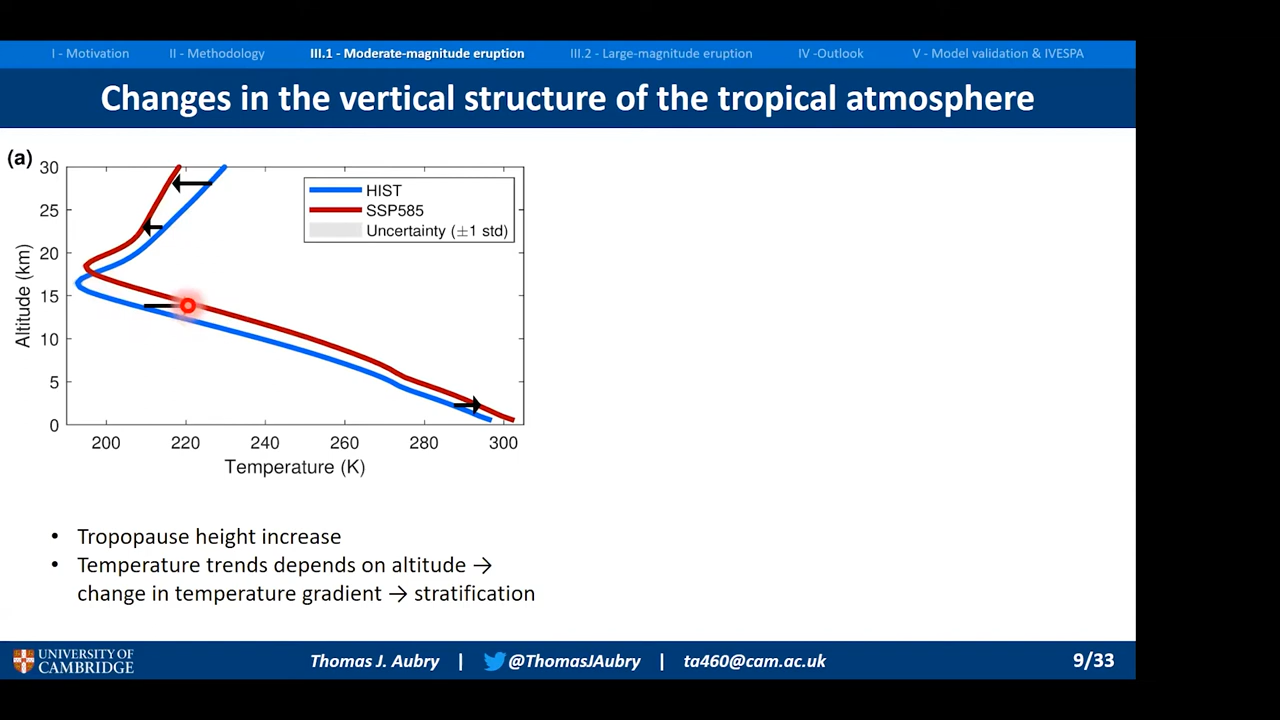 I - Motivation II - Methodology III.1 - Moderate-magnitude eruption III.2 - Large-magnitude eruption IV -Outlook V - Model validation & IVESPA
Changes in the vertical structure of the tropical atmosphere
(a)
30
25
20
15
10
5
0
Altitude (km)
HIST
SSP585
Uncertainty (±1 std)
200 220 240 260 280 300
Temperature (K)
• Tropopause height increase
• Temperature trends depends on altitude →
change in temperature gradient → stratification
UNIVERSITY OF
CAMBRIDGE
Thomas J. Aubry | @ThomasJAubry | ta460@cam.ac.uk
9/33